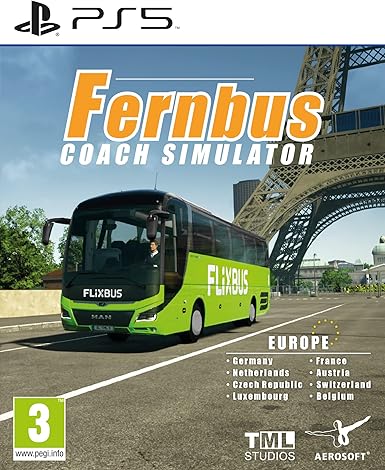 PS5
Fernbus
COACH SIMULATOR
FLiXBUS
FLiXBUS
MAN
EUROPE
• Germany
• Netherlands
• Czech Republic
• Luxembourg
• France
• Austria
• Switzerland
• Belgium
3
www.pegi.info
TML
STUDIOS
AEROSOFT®